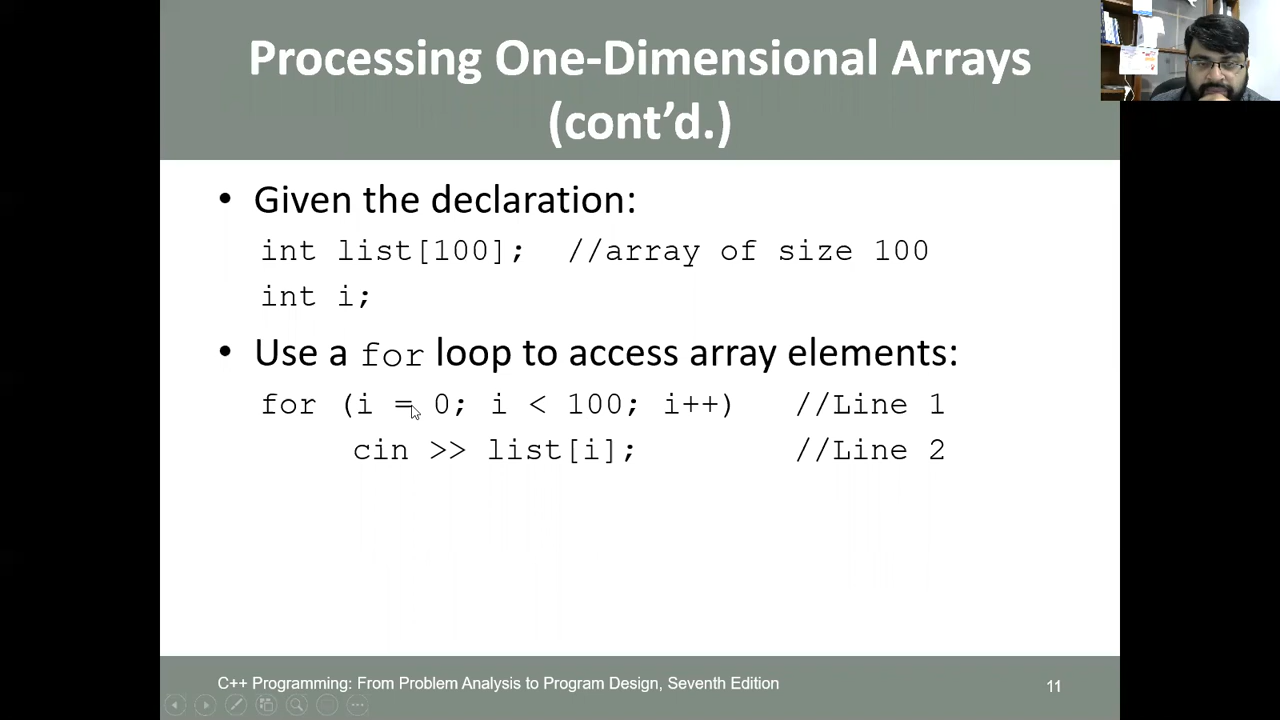 Processing One-Dimensional Arrays
(cont’d.)
• Given the declaration:
int list[100];  //array of size 100
int i;
• Use a for loop to access array elements:
for (i = 0; i < 100; i++)   //Line 1
cin >> list[i];        //Line 2
C++ Programming: From Problem Analysis to Program Design, Seventh Edition
11